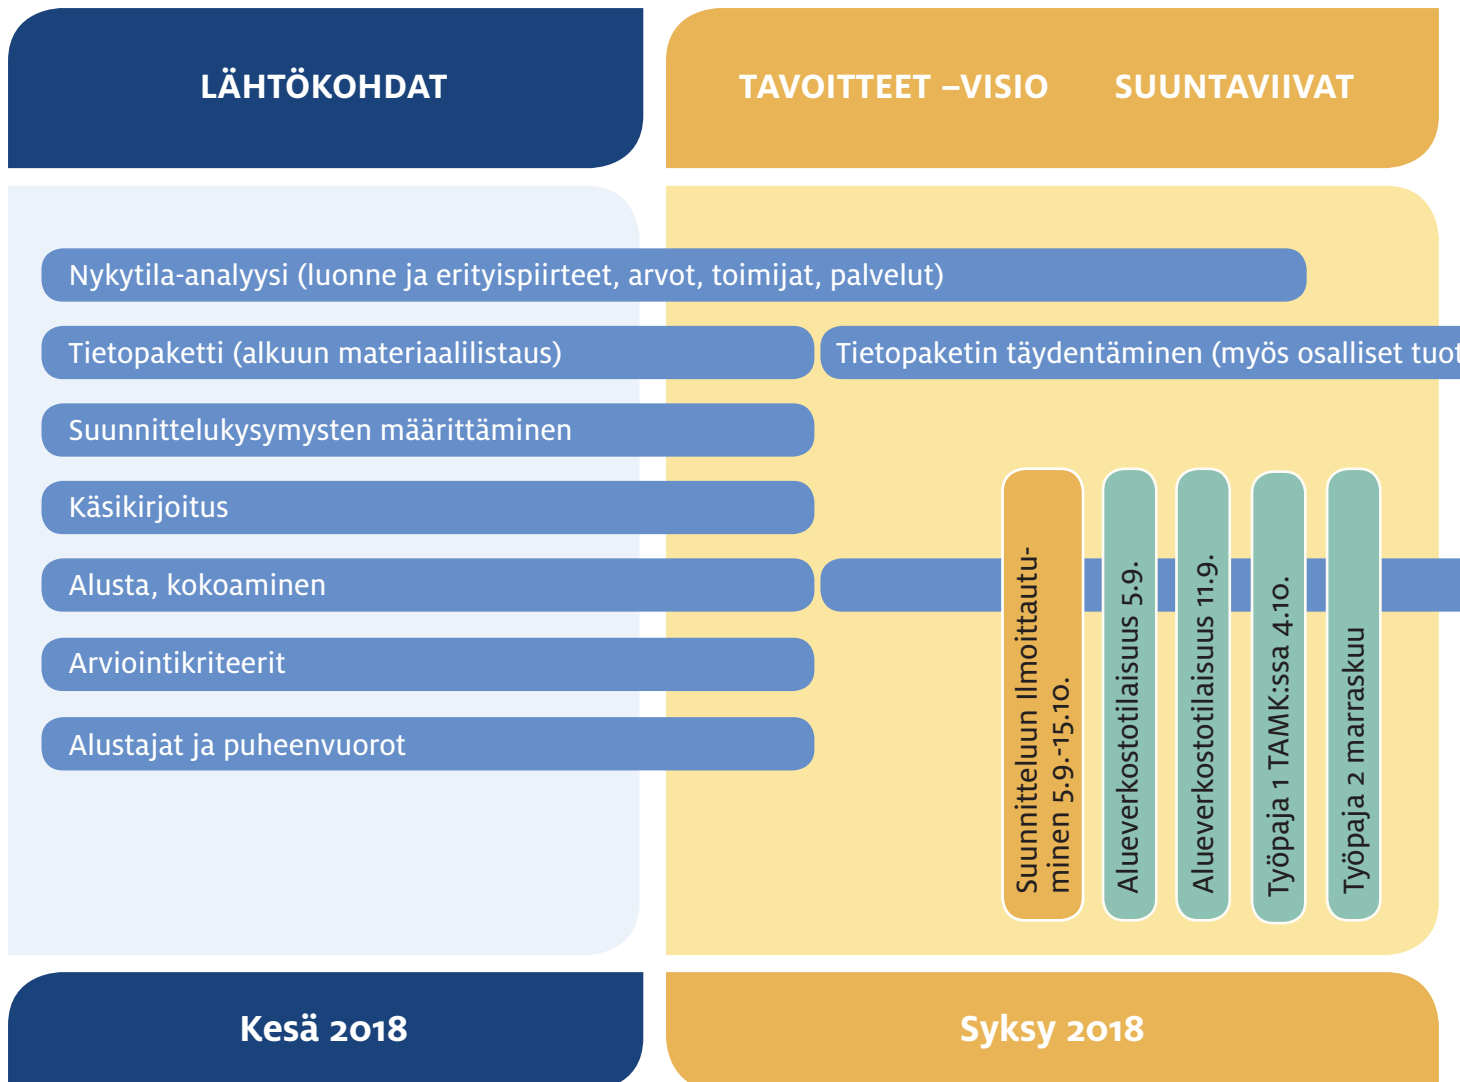 LÄHTÖKOHDAT
TAVOITTEET –VISIO SUUNTAVIIVAT
Nykytila-analyysi (luonne ja erityispiirteet, arvot, toimijat, palvelut)
Tietopaketti (alkuun materiaalilistaus)
Tietopaketin täydentäminen (myös osalliset
Suunnittelukysymysten määrittäminen
Käsikirjoitus
Alusta, kokoaminen
Arviointikriteerit
Alustajat ja puheenvuorot
Suunnitteluun Ilmoittautu-
minen 5.9.-15.10.
Alueverkostotilaisuus 5.9.
Alueverkostotilaisuus 11.9.
Työpaja 1 TAMK:ssa 4.10.
Työpaja 2 marraskuu
Kesä 2018
Syksy 2018